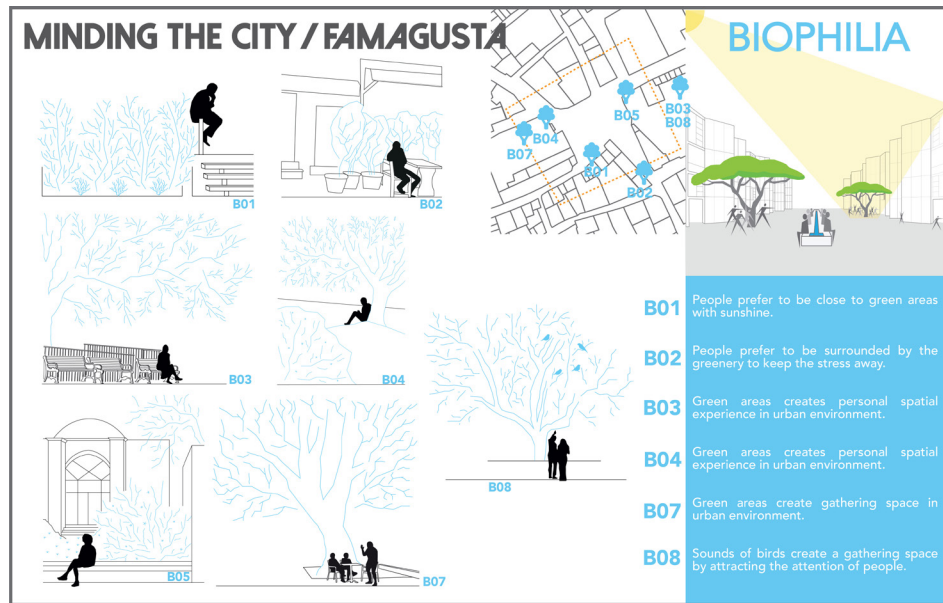 MINDING THE CITY / FAMAGUSTA
BIOPHILIA
B01
B02
B03
B04
B05
B07
B08
B03
B08
B05
B04
B07
B01
B02
B01 People prefer to be close to green areas
with sunshine.
B02 People prefer to be surrounded by the
greenery to keep the stress away.
B03 Green areas creates personal spatial
experience in urban environment.
B04 Green areas creates personal spatial
experience in urban environment.
B07 Green areas create gathering space in
urban environment.
B08 Sounds of birds create a gathering space
by attracting the attention of people.